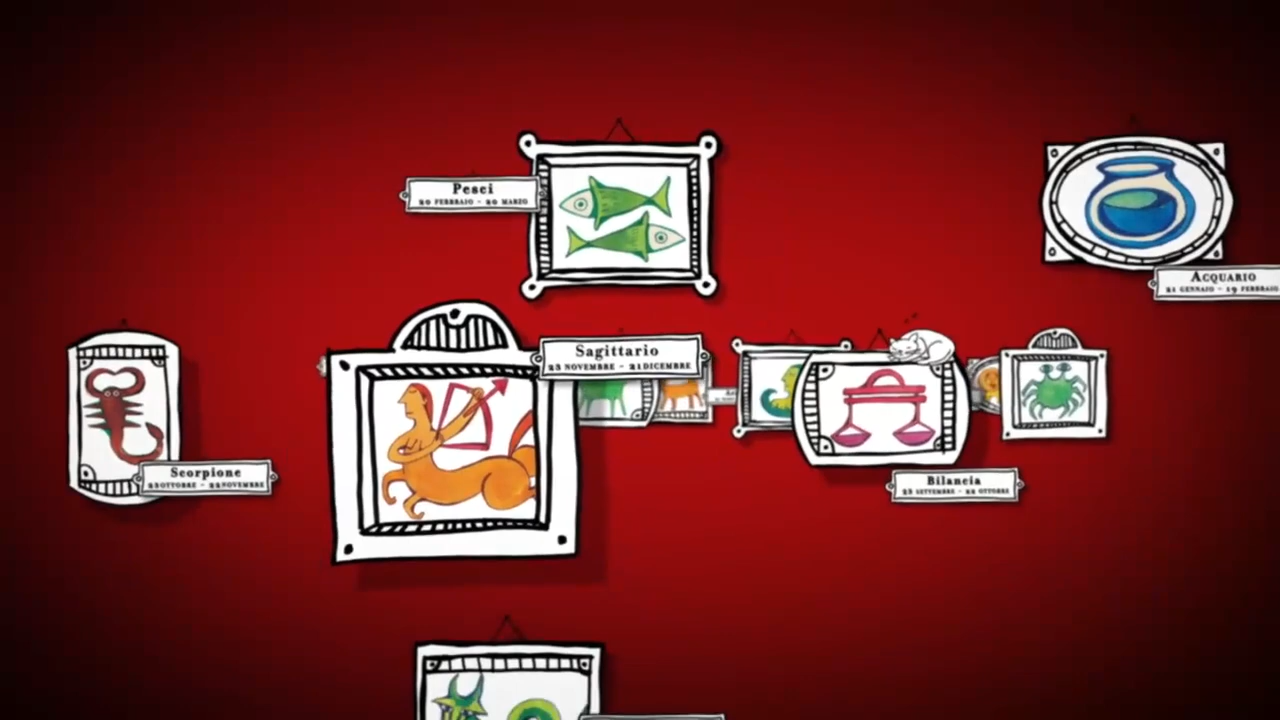 Pesci
20 FEBBRAIO - 20 MARZO
ACQUARIO
21 GENNAIO - 19 FEBBRAIO
Sagittario
23 NOVEMBRE - 21 DICEMBRE
Scorpione
23 OTTOBRE - 22 NOVEMBRE
Bilancia
23 SETTEMBRE - 22 OTTOBRE